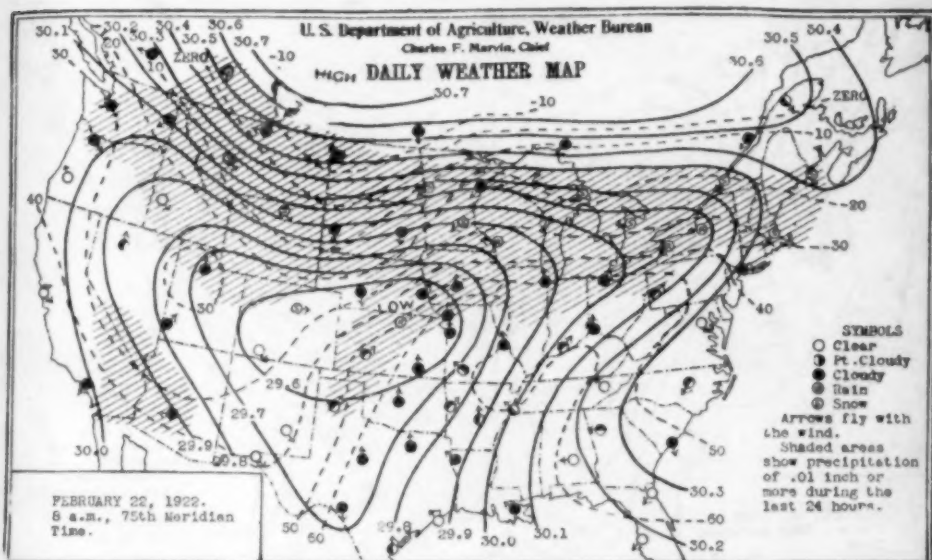 U. S. Department of Agriculture, Weather Bureau
Charles F. Marvin, Chief
HIGH DAILY WEATHER MAP
30.1
30.2
30.3
30.4
30.5
30.6
30.7
30
20
10
ZERO
-10
30.7
-10
30.6
30.5
30.4
ZERO
10
20
30
40
40
30
LOW
29.6
29.7
29.8
29.9
30.0
50
60
29.8
29.9
30.0
30.1
50
30.3
60
30.2
SYMBOLS
Clear
Pt. Cloudy
Cloudy
Rain
Snow
Arrows fly with
the wind.
Shaded areas
show precipitation
of .01 inch or
more during the
last 24 hours.
FEBRUARY 22, 1922.
8 a.m., 75th Meridian
Time.